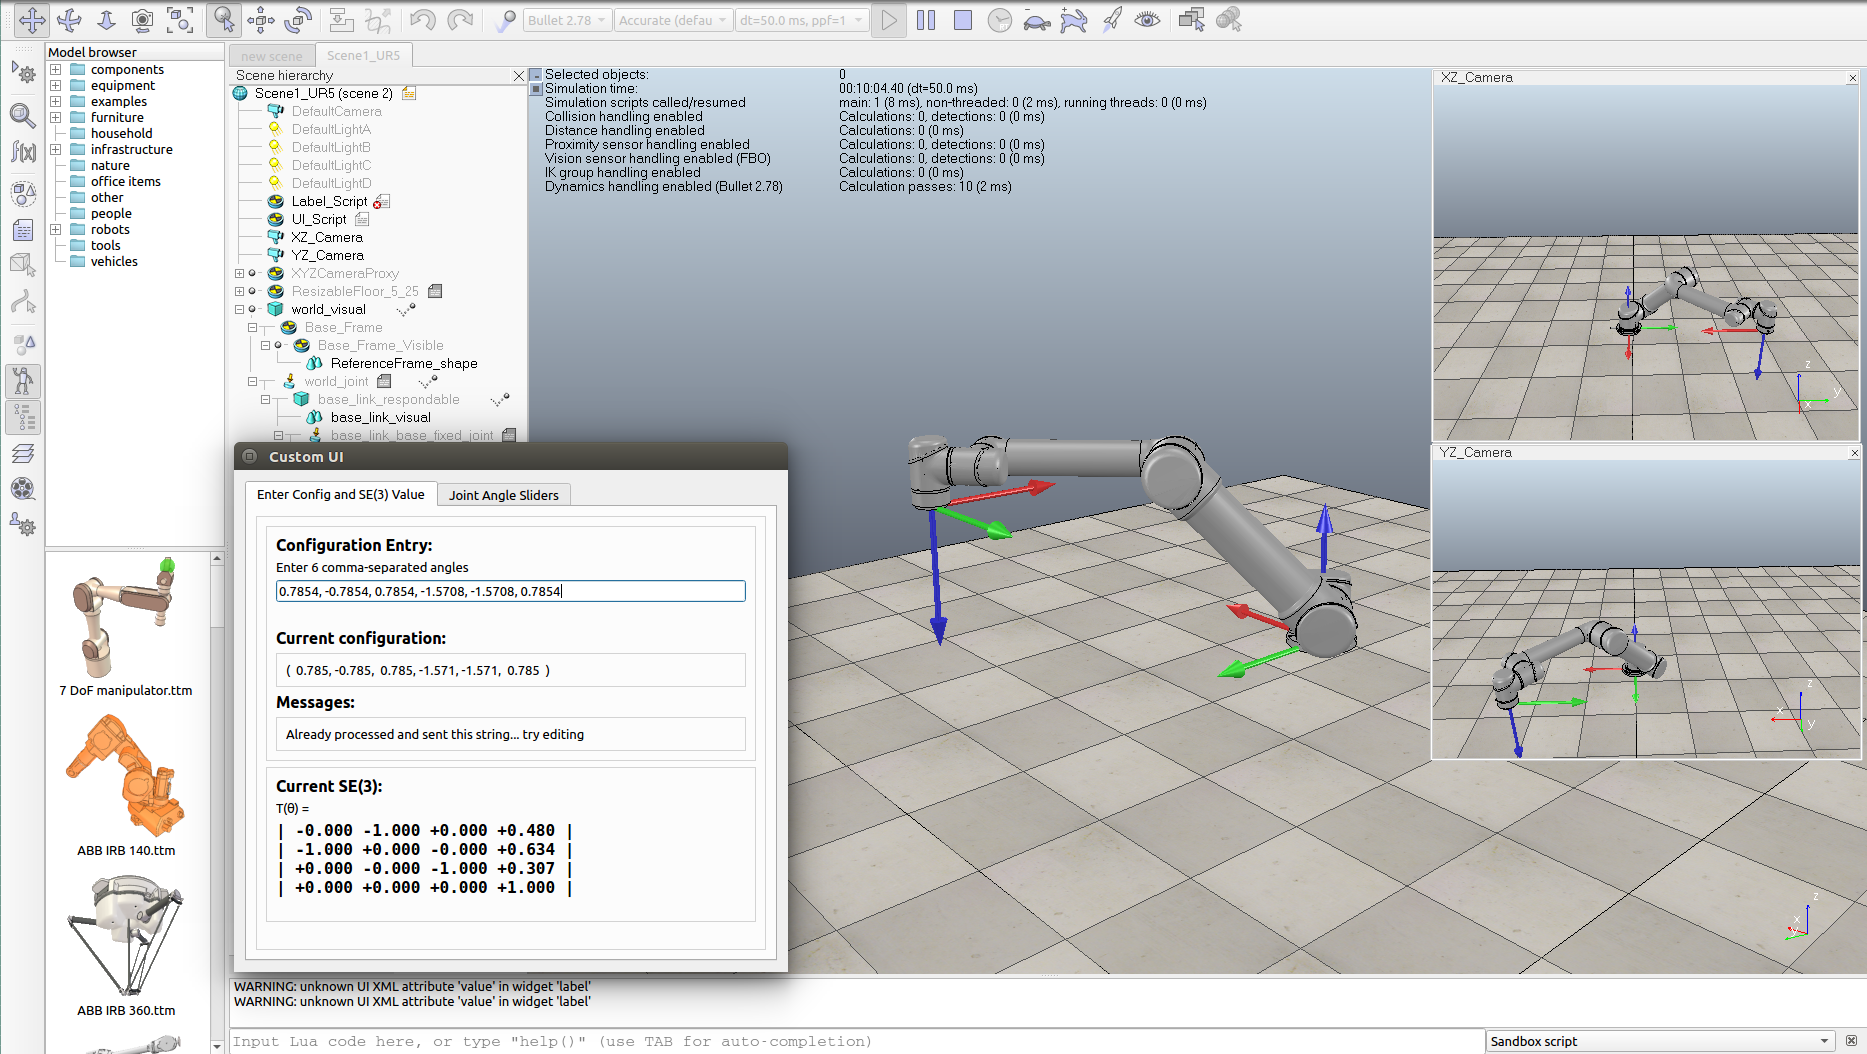 Bullet 2.78
Accurate (defau
dt=50.0 ms, ppf=1
Model browser
components
equipment
examples
furniture
household
infrastructure
nature
office items
other
people
robots
tools
vehicles
7 DoF manipulator.ttm
ABB IRB 140.ttm
ABB IRB 360.ttm
new scene
Scene1_UR5
Scene hierarchy
Scene1_UR5 (scene 2)
DefaultCamera
DefaultLightA
DefaultLightB
DefaultLightC
DefaultLightD
Label_Script
UI_Script
XZ_Camera
YZ_Camera
XYZCameraProxy
ResizableFloor_5_25
world_visual
Base_Frame
Base_Frame_Visible
ReferenceFrame_shape
world_joint
base_link_respondable
base_link_visual
base_link_base_fixed_joint
Selected objects: 0
Simulation time: 00:10:04.40 (dt=50.0 ms)
Simulation scripts called/resumed main: 1 (8 ms), non-threaded: 0 (2 ms), running threads: 0 (0 ms)
Collision handling enabled Calculations: 0, detections: 0 (0 ms)
Distance handling enabled Calculations: 0 (0 ms)
Proximity sensor handling enabled Calculations: 0, detections: 0 (0 ms)
Vision sensor handling enabled (FBO) Calculations: 0, detections: 0 (0 ms)
IK group handling enabled Calculations: 0 (0 ms)
Dynamics handling enabled (Bullet 2.78) Calculation passes: 10 (2 ms)
XZ_Camera
z
y
x
YZ_Camera
z
x
y
z
x
y
Custom UI
Enter Config and SE(3) Value
Joint Angle Sliders
Configuration Entry:
Enter 6 comma-separated angles
0.7854, -0.7854, 0.7854, -1.5708, -1.5708, 0.7854
Current configuration:
( 0.785, -0.785, 0.785, -1.571, -1.571, 0.785 )
Messages:
Already processed and sent this string... try editing
Current SE(3):
T(θ) =
| -0.000 -1.000 +0.000 +0.480 |
| -1.000 +0.000 -0.000 +0.634 |
| +0.000 -0.000 -1.000 +0.307 |
| +0.000 +0.000 +0.000 +1.000 |
WARNING: unknown UI XML attribute 'value' in widget 'label'
WARNING: unknown UI XML attribute 'value' in widget 'label'
Input Lua code here, or type "help()" (use TAB for auto-completion)
Sandbox script